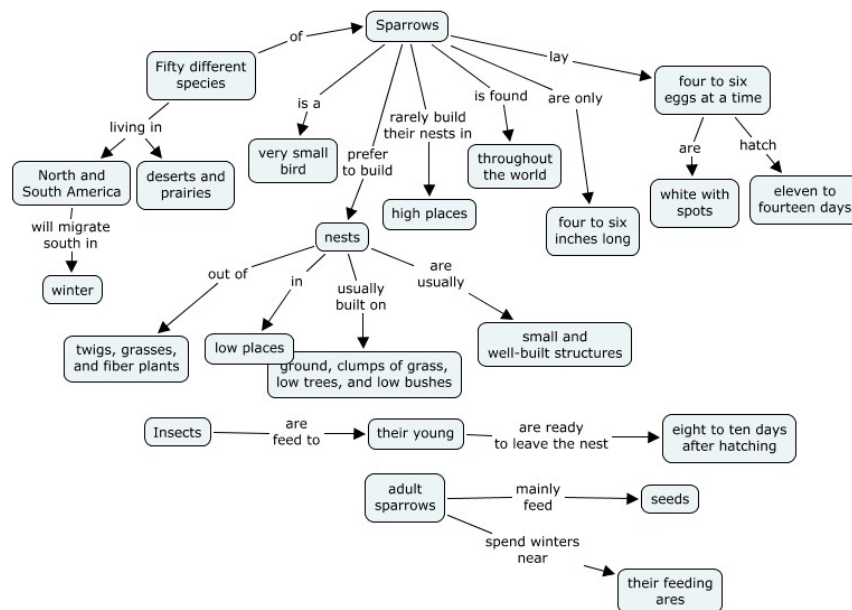 Sparrows
of
Fifty different
species
lay
four to six
eggs at a time
is a
rarely build
their nests in
is found
are only
living in
prefer
to build
are
hatch
very small
bird
throughout
the world
North and
South America
deserts and
prairies
white with
spots
eleven to
fourteen days
high places
four to six
inches long
will migrate
south in
nests
winter
out of
in
usually
built on
are
usually
twigs, grasses,
and fiber plants
low places
ground, clumps of grass,
low trees, and low bushes
small and
well-built structures
Insects
are
feed to
their young
are ready
to leave the nest
eight to ten days
after hatching
adult
sparrows
mainly
feed
seeds
spend winters
near
their feeding
ares